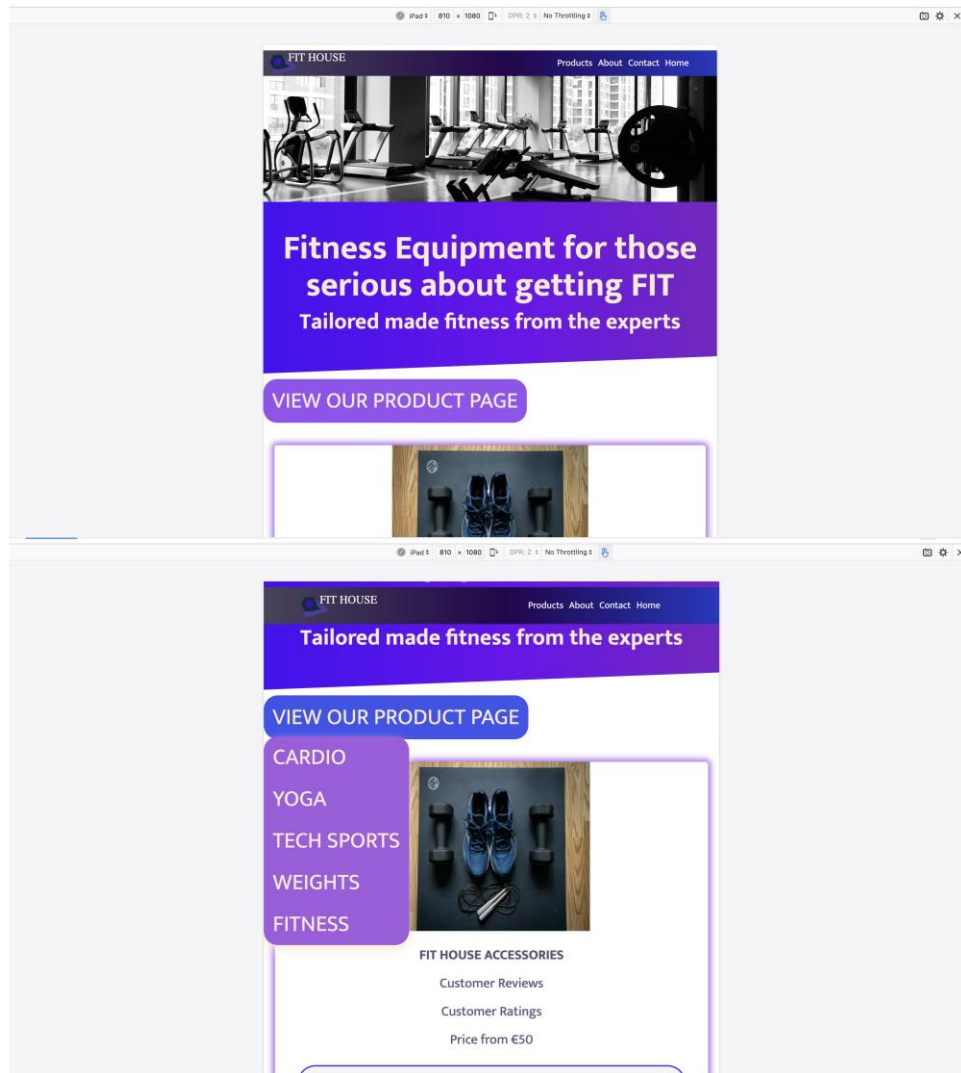 iPad 810 × 1080 DPR: 2 No Throttling
FIT HOUSE
Products About Contact Home
Fitness Equipment for those
serious about getting FIT
Tailored made fitness from the experts
VIEW OUR PRODUCT PAGE
iPad 810 × 1080 DPR: 2 No Throttling
FIT HOUSE
Products About Contact Home
Tailored made fitness from the experts
VIEW OUR PRODUCT PAGE
CARDIO
YOGA
TECH SPORTS
WEIGHTS
FITNESS
FIT HOUSE ACCESSORIES
Customer Reviews
Customer Ratings
Price from €50